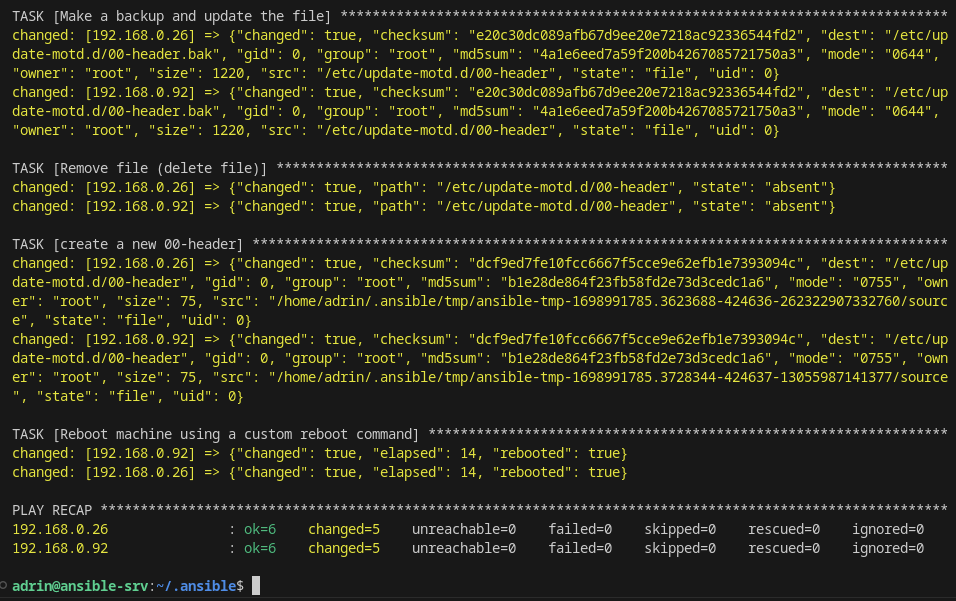 TASK [Make a backup and update the file] ****************************************************************************
changed: [192.168.0.26] => {"changed": true, "checksum": "e20c30dc089afb67d9ee20e7218ac92336544fd2", "dest": "/etc/up
date-motd.d/00-header.bak", "gid": 0, "group": "root", "md5sum": "4a1e6eed7a59f200b4267085721750a3", "mode": "0644",
"owner": "root", "size": 1220, "src": "/etc/update-motd.d/00-header", "state": "file", "uid": 0}
changed: [192.168.0.92] => {"changed": true, "checksum": "e20c30dc089afb67d9ee20e7218ac92336544fd2", "dest": "/etc/up
date-motd.d/00-header.bak", "gid": 0, "group": "root", "md5sum": "4a1e6eed7a59f200b4267085721750a3", "mode": "0644",
"owner": "root", "size": 1220, "src": "/etc/update-motd.d/00-header", "state": "file", "uid": 0}
TASK [Remove file (delete file)] ************************************************************************************
changed: [192.168.0.26] => {"changed": true, "path": "/etc/update-motd.d/00-header", "state": "absent"}
changed: [192.168.0.92] => {"changed": true, "path": "/etc/update-motd.d/00-header", "state": "absent"}
TASK [create a new 00-header] ***************************************************************************************
changed: [192.168.0.26] => {"changed": true, "checksum": "dcf9ed7fe10fcc6667f5cce9e62efb1e7393094c", "dest": "/etc/up
date-motd.d/00-header", "gid": 0, "group": "root", "md5sum": "b1e28de864f23fb58fd2e73d3cedc1a6", "mode": "0755", "own
er": "root", "size": 75, "src": "/home/adrin/.ansible/tmp/ansible-tmp-1698991785.3623688-424636-262322907332760/sourc
e", "state": "file", "uid": 0}
changed: [192.168.0.92] => {"changed": true, "checksum": "dcf9ed7fe10fcc6667f5cce9e62efb1e7393094c", "dest": "/etc/up
date-motd.d/00-header", "gid": 0, "group": "root", "md5sum": "b1e28de864f23fb58fd2e73d3cedc1a6", "mode": "0755", "own
er": "root", "size": 75, "src": "/home/adrin/.ansible/tmp/ansible-tmp-1698991785.3728344-424637-13055987141377/source
", "state": "file", "uid": 0}
TASK [Reboot machine using a custom reboot command] *****************************************************************
changed: [192.168.0.92] => {"changed": true, "elapsed": 14, "rebooted": true}
changed: [192.168.0.26] => {"changed": true, "elapsed": 14, "rebooted": true}
PLAY RECAP **********************************************************************************************************
192.168.0.26               : ok=6    changed=5    unreachable=0    failed=0    skipped=0    rescued=0    ignored=0
192.168.0.92               : ok=6    changed=5    unreachable=0    failed=0    skipped=0    rescued=0    ignored=0
adrin@ansible-srv:~/.ansible$